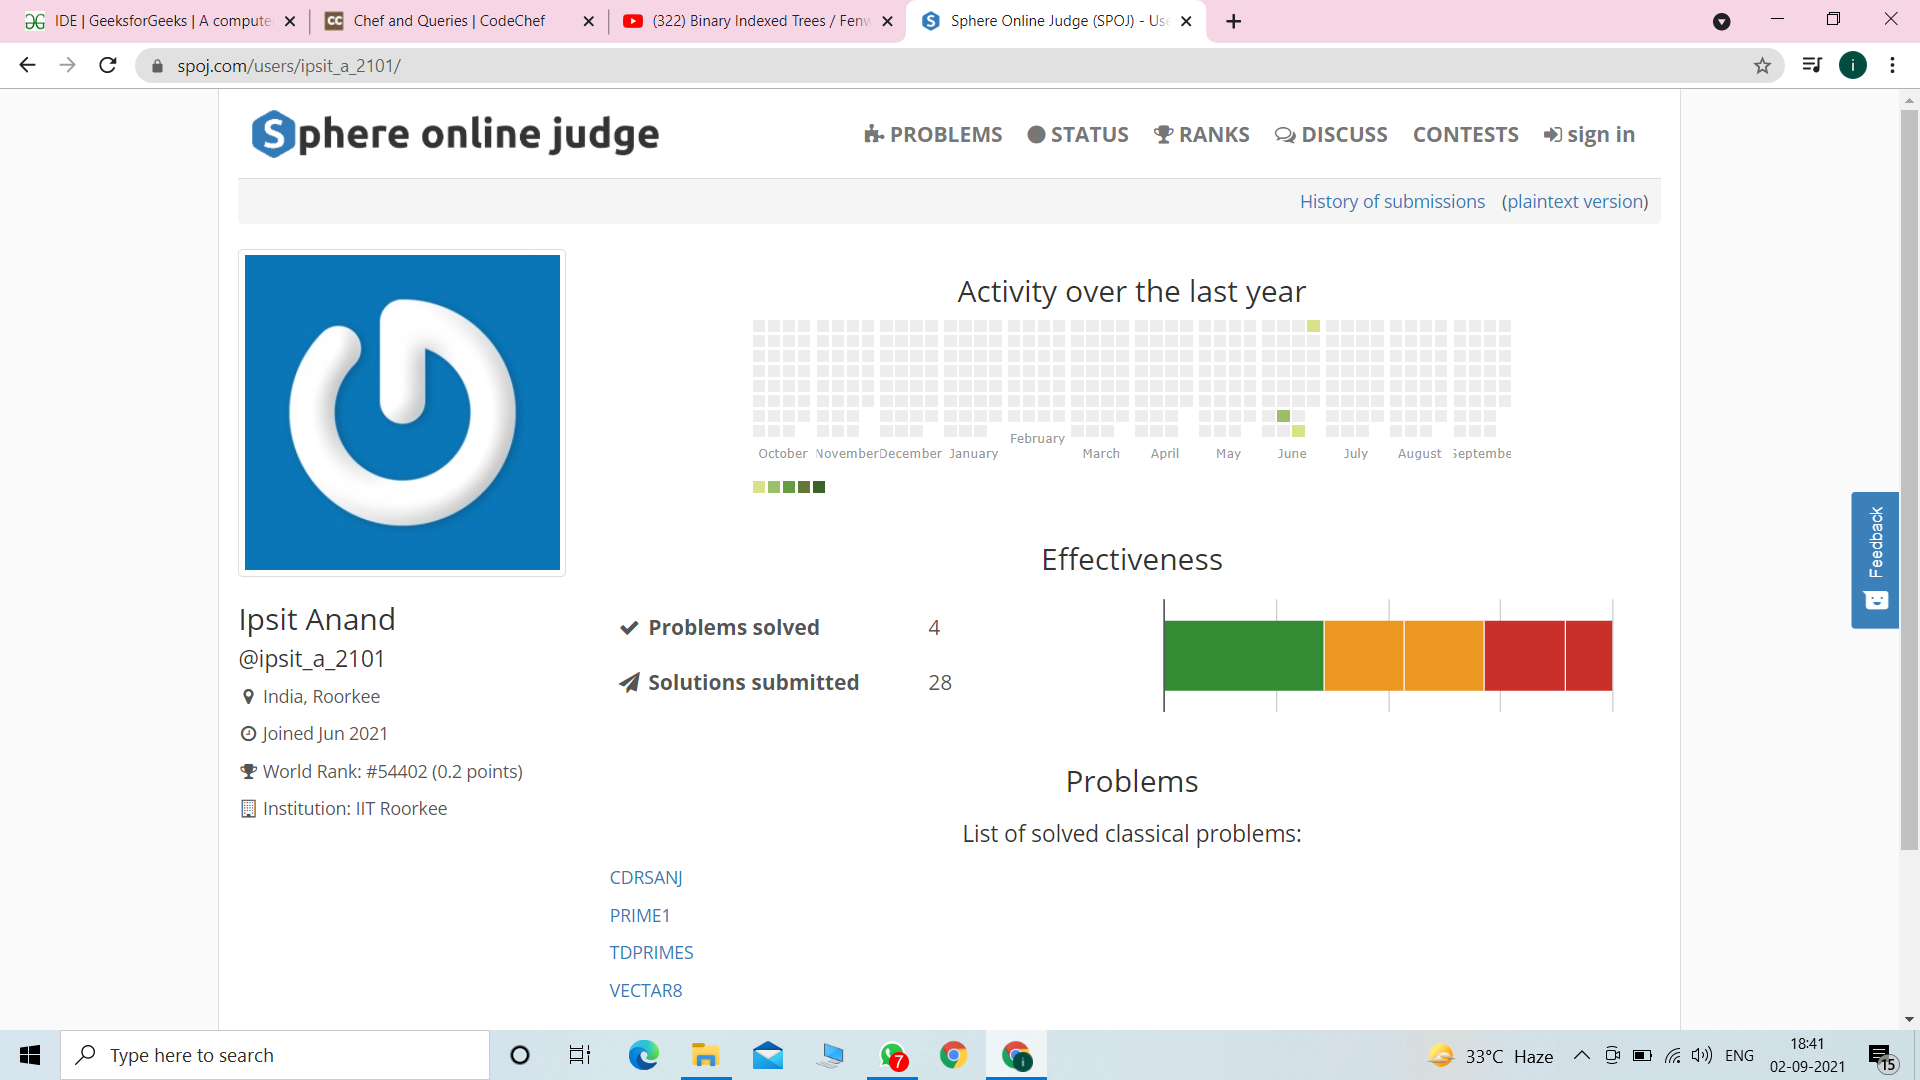 IDE | GeeksforGeeks | A compute
Chef and Queries | CodeChef
(322) Binary Indexed Trees / Fenw
Sphere Online Judge (SPOJ) - Use
spoj.com/users/ipsit_a_2101/
i
Sphere online judge
PROBLEMS
STATUS
RANKS
DISCUSS
CONTESTS
sign in
History of submissions (plaintext version)
Activity over the last year
October November December January February March April May June July August Septembe
Effectiveness
Ipsit Anand
@ipsit_a_2101
India, Roorkee
Joined Jun 2021
World Rank: #54402 (0.2 points)
Institution: IIT Roorkee
Problems solved 4
Solutions submitted 28
Problems
List of solved classical problems:
CDRSANJ
PRIME1
TDPRIMES
VECTAR8
Feedback
Type here to search
7
33°C Haze
ENG
18:41
02-09-2021
15